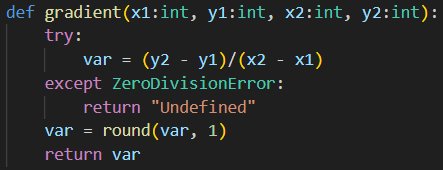 def gradient(x1:int, y1:int, x2:int, y2:int):
    try:
        var = (y2 - y1)/(x2 - x1)
    except ZeroDivisionError:
        return "Undefined"
    var = round(var, 1)
    return var